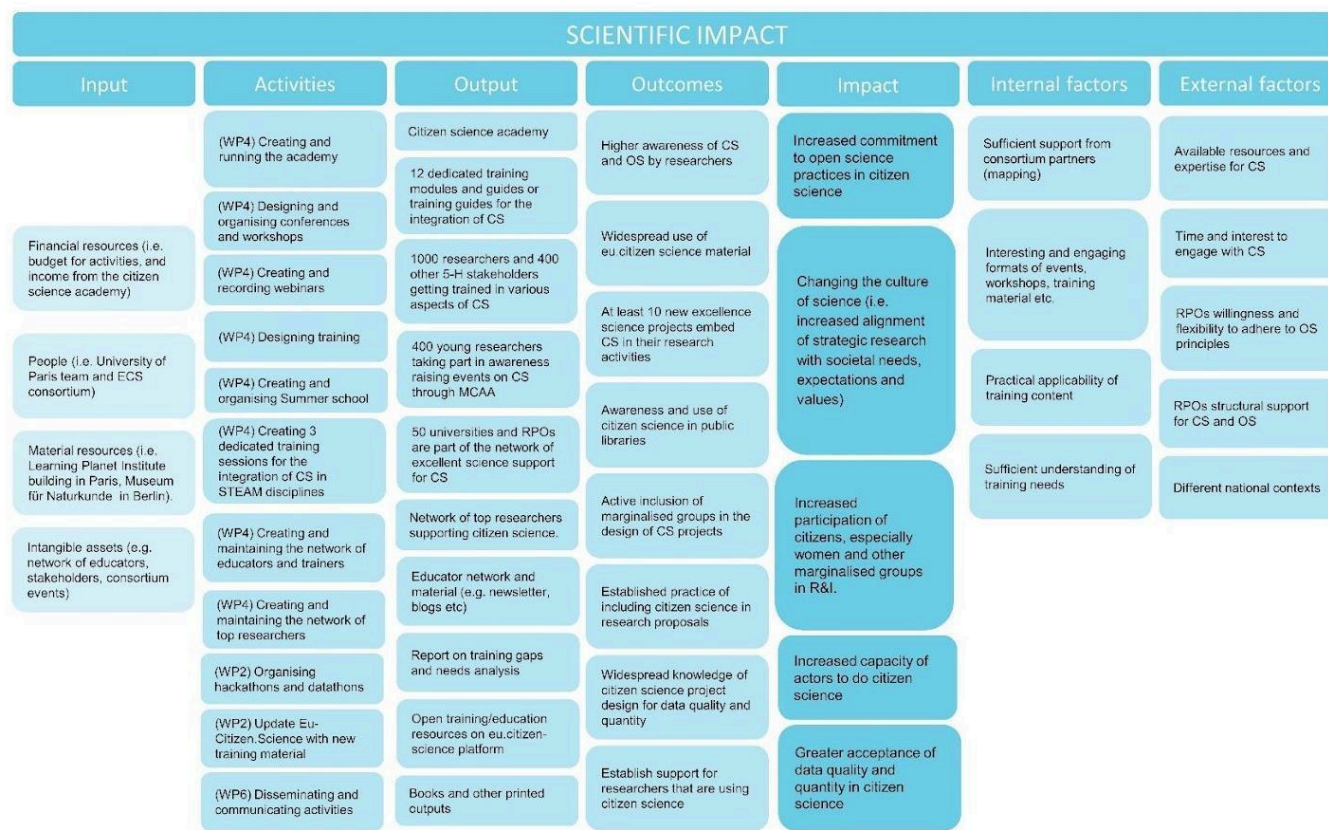 SCIENTIFIC IMPACT
Input
Financial resources (i.e.
budget for activities, and
income from the citizen
science academy)
People (i.e. University of
Paris team and ECS
consortium)
Material resources (i.e.
Learning Planet Institute
building in Paris, Museum
für Naturkunde in Berlin).
Intangible assets (e.g.
network of educators,
stakeholders, consortium
events)
Activities
(WP4) Creating and
running the academy
(WP4) Designing and
organising conferences
and workshops
(WP4) Creating and
recording webinars
(WP4) Designing training
(WP4) Creating and
organising Summer school
(WP4) Creating 3
dedicated training
sessions for the
integration of CS in
STEAM disciplines
(WP4) Creating and
maintaining the network of
educators and trainers
(WP4) Creating and
maintaining the network of
top researchers
(WP2) Organising
hackathons and datathons
(WP2) Update Eu-
Citizen.Science with new
training material
(WP6) Disseminating and
communicating activities
Output
Citizen science academy
12 dedicated training
modules and guides or
training guides for the
integration of CS
1000 researchers and 400
other 5-H stakeholders
getting trained in various
aspects of CS
400 young researchers
taking part in awareness
raising events on CS
through MCAA
50 universities and RPOs
are part of the network of
excellent science support
for CS
Network of top researchers
supporting citizen science.
Educator network and
material (e.g. newsletter,
blogs etc)
Report on training gaps
and needs analysis
Open training/education
resources on eu.citizen-
science platform
Books and other printed
outputs
Outcomes
Higher awareness of CS
and OS by researchers
Widespread use of
eu.citizen science material
At least 10 new excellence
science projects embed
CS in their research
activities
Awareness and use of
citizen science in public
libraries
Active inclusion of
marginalised groups in the
design of CS projects
Established practice of
including citizen science in
research proposals
Widespread knowledge of
citizen science project
design for data quality and
quantity
Establish support for
researchers that are using
citizen science
Impact
Increased commitment
to open science
practices in citizen
science
Changing the culture
of science (i.e.
increased alignment
of strategic research
with societal needs,
expectations and
values)
Increased
participation of
citizens, especially
women and other
marginalised groups
in R&I.
Increased capacity of
actors to do citizen
science
Greater acceptance of
data quality and
quantity in citizen
science
Internal factors
Sufficient support from
consortium partners
(mapping)
Interesting and engaging
formats of events,
workshops, training
material etc.
Practical applicability of
training content
Sufficient understanding of
training needs
External factors
Available resources and
expertise for CS
Time and interest to
engage with CS
RPOs willingness and
flexibility to adhere to OS
principles
RPOs structural support
for CS and OS
Different national contexts